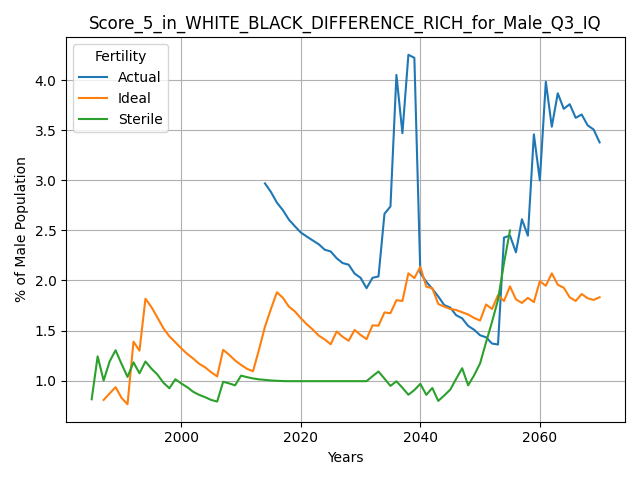 Score_5_in_WHITE_BLACK_DIFFERENCE_RICH_for_Male_Q3_IQ
Fertility
Actual
Ideal
Sterile
% of Male Population
4.0
3.5
3.0
2.5
2.0
1.5
1.0
2000
2020
2040
2060
Years